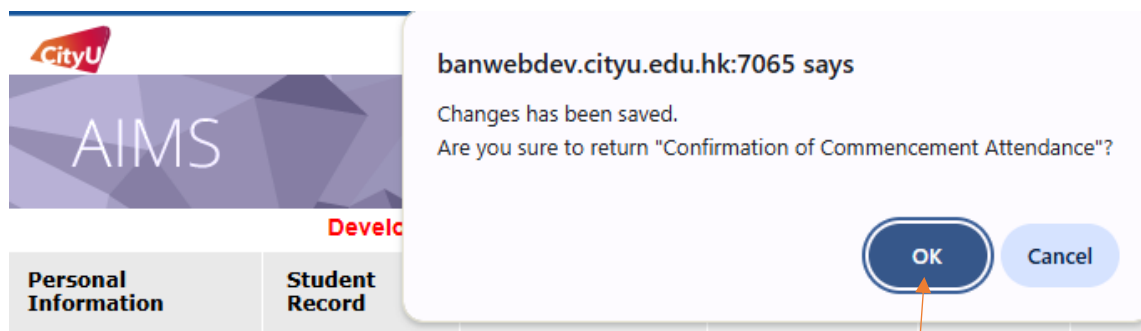 CityU
AIMS
banwebdev.cityu.edu.hk:7065 says
Changes has been saved.
Are you sure to return "Confirmation of Commencement Attendance"?
OK
Cancel
Personal
Information
Student
Record